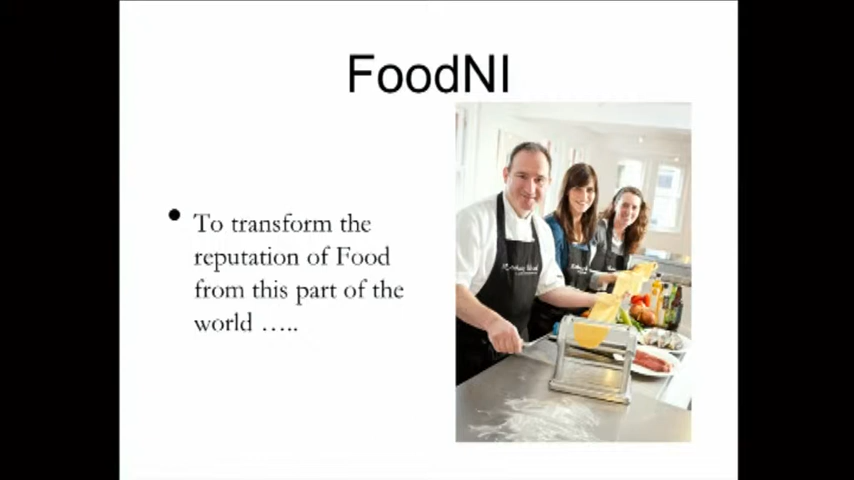 FoodNI
• To transform the
reputation of Food
from this part of the
world …..